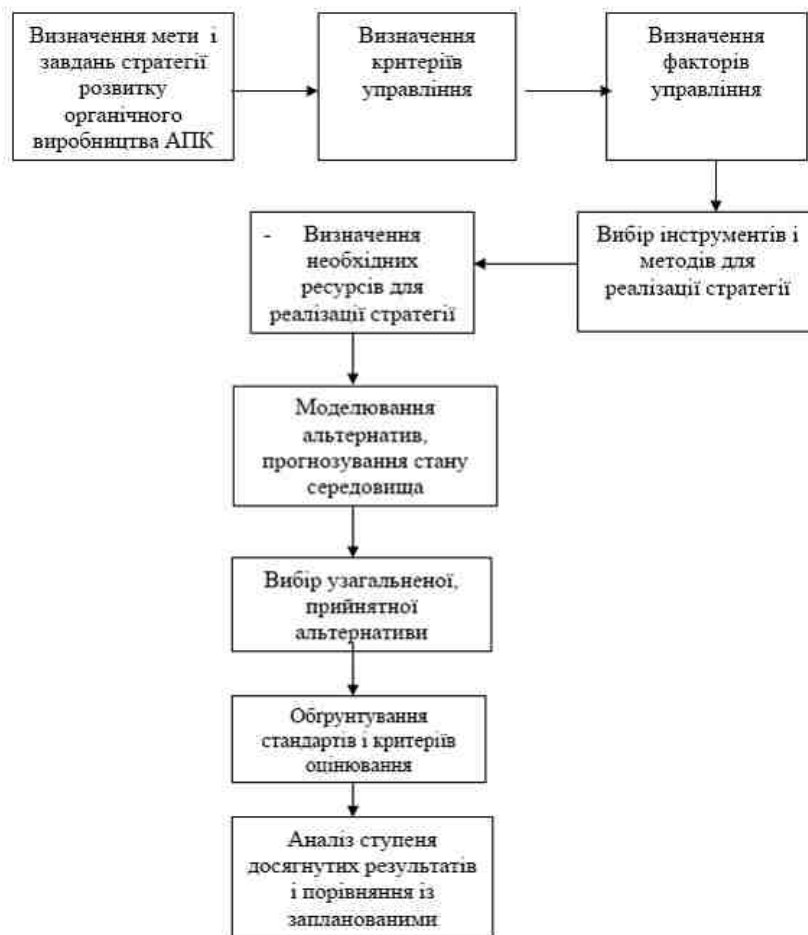 Визначення мети і
завдань стратегії
розвитку
органічного
виробництва АПК
Визначення
критеріїв
управління
Визначення
факторів
управління
Вибір інструментів і
методів для
реалізації стратегії
- Визначення
необхідних
ресурсів для
реалізації стратегії
Моделювання
альтернатив,
прогнозування стану
середовища
Вибір узагальненої,
прийнятної
альтернативи
Обґрунтування
стандартів і критеріїв
оцінювання
Аналіз ступеня
досягнутих результатів
і порівняння із
запланованими